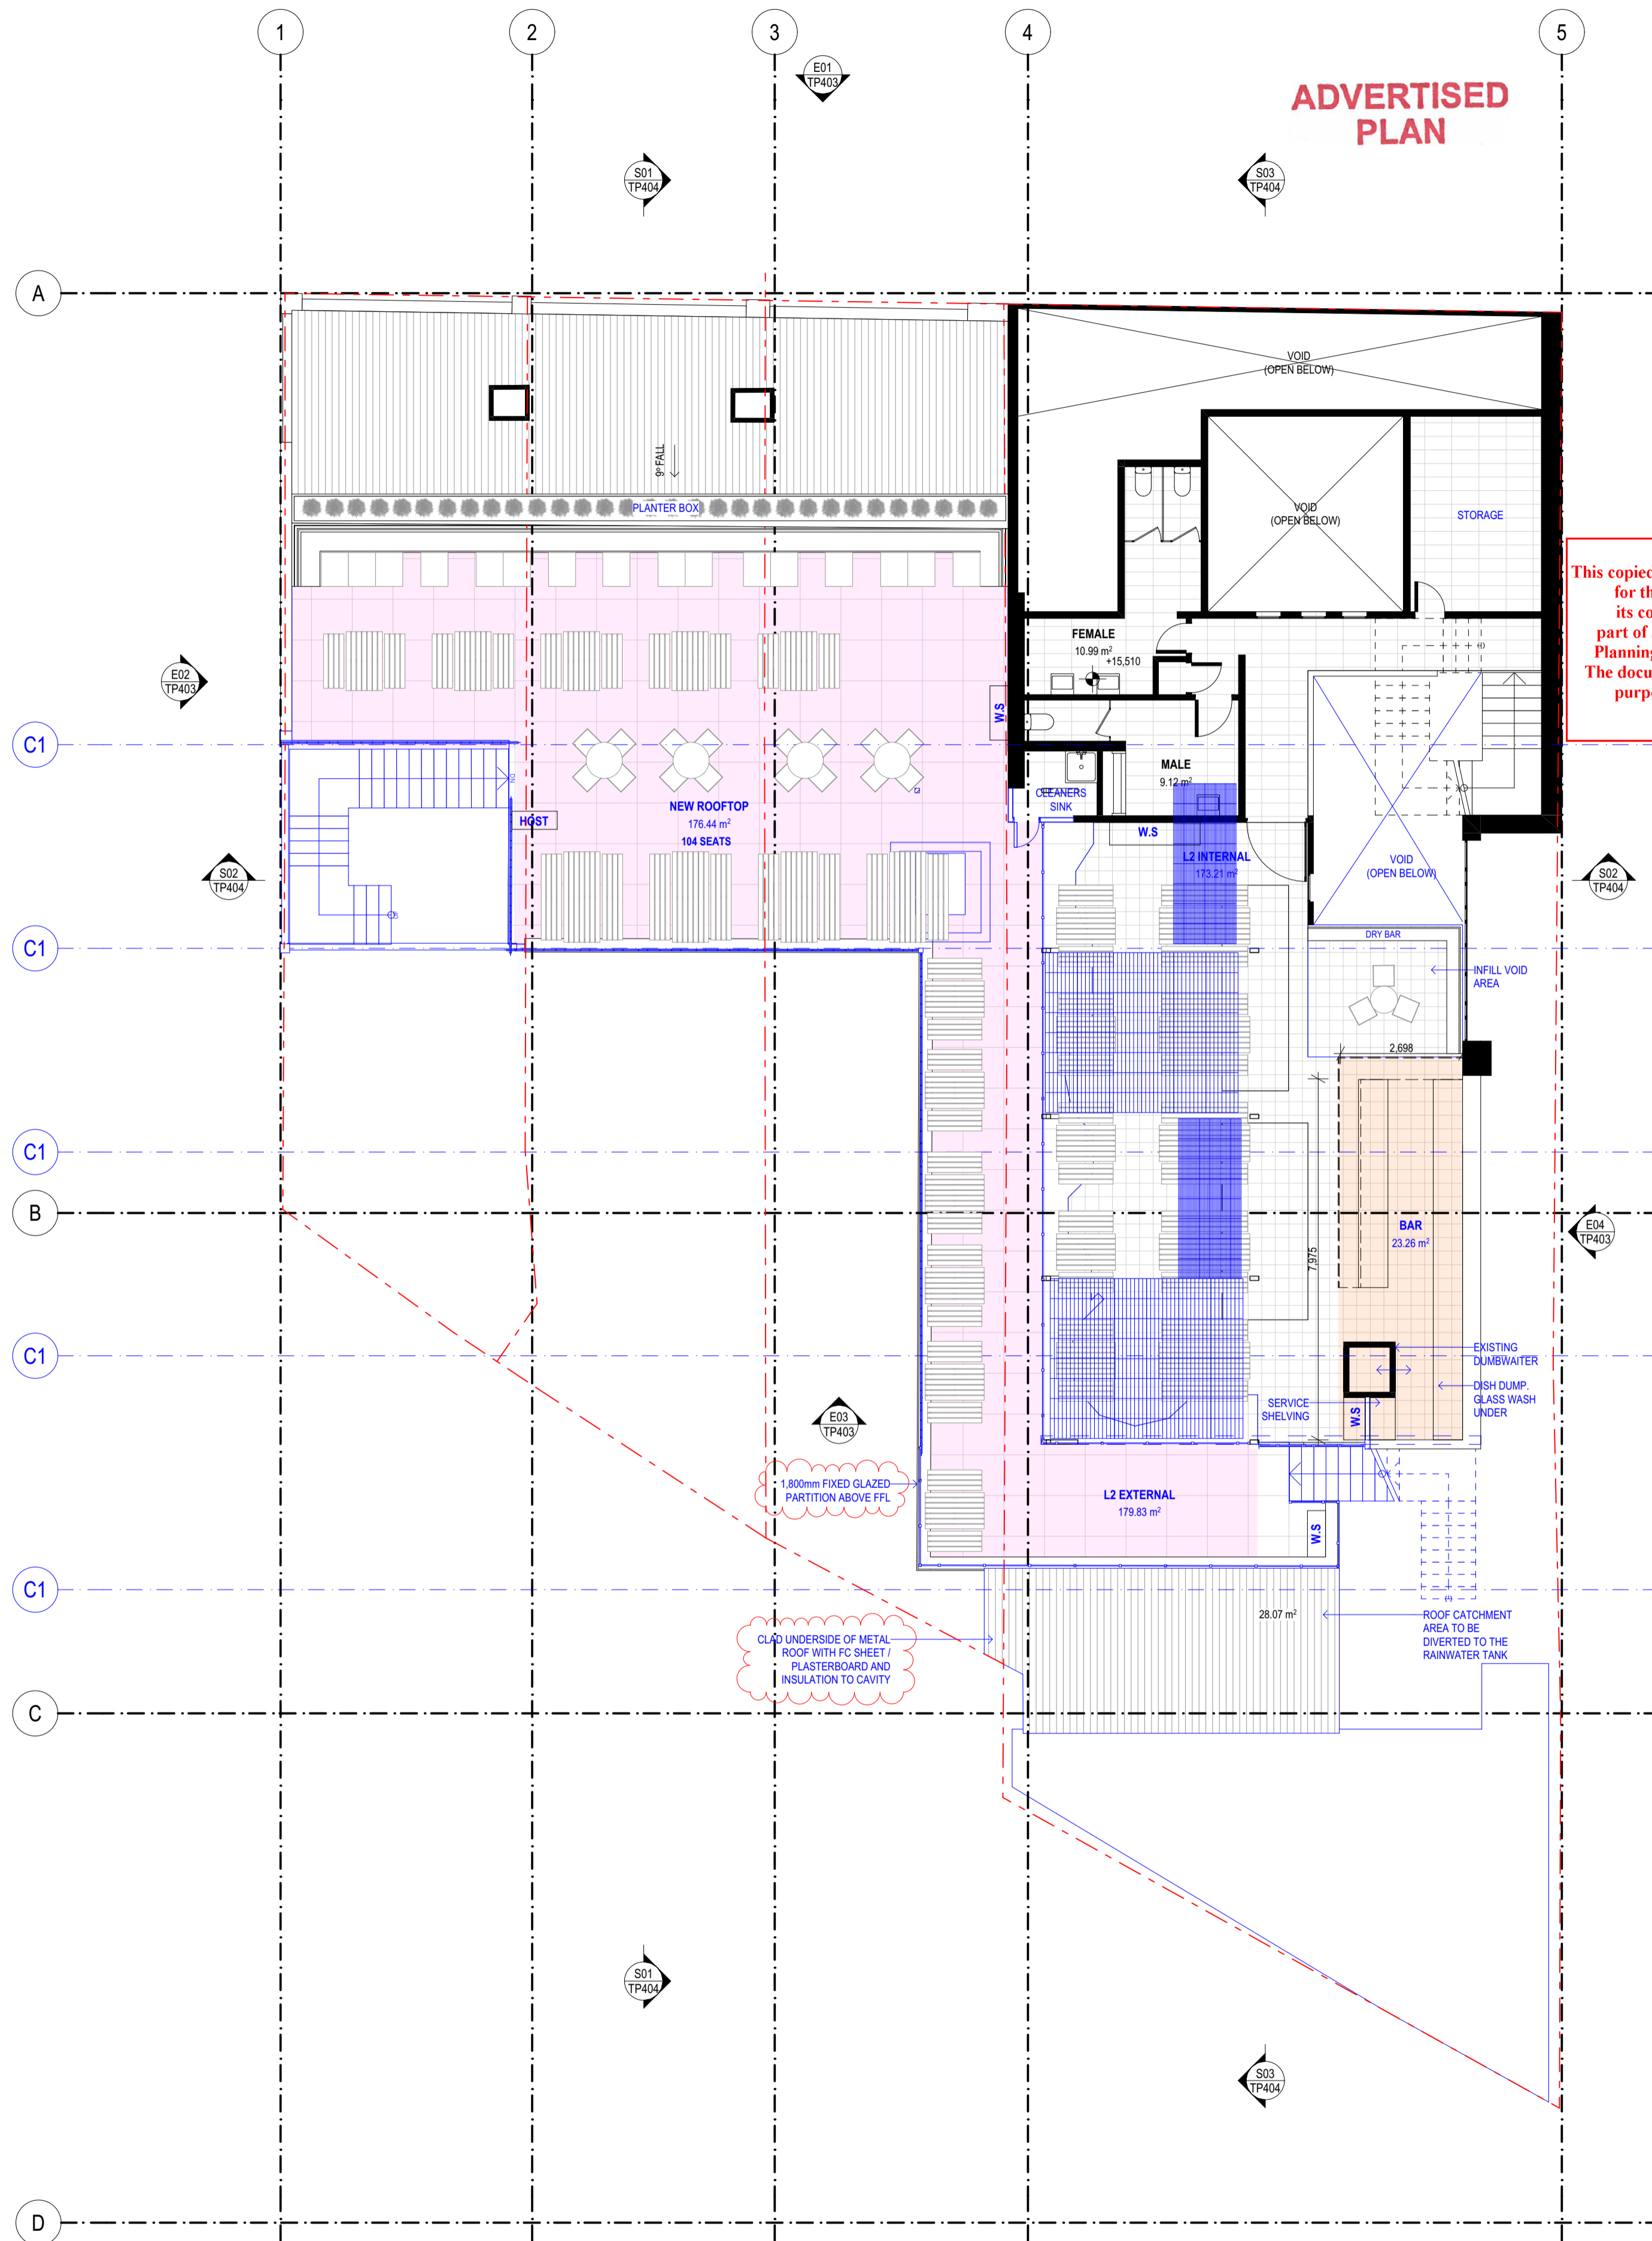 1
2
3
4
5
E01
TP403
ADVERTISED
PLAN
S01
TP404
S03
TP404
A
VOID
(OPEN BELOW)
9º FALL
PLANTER BOX
VOID
(OPEN BELOW)
STORAGE
This copied
for th
its co
part of
Planning
The docu
purp
FEMALE
10.99 m²
+15,510
E02
TP403
W.S
C1
MALE
9.12 m²
CLEANERS
SINK
DN
NEW ROOFTOP
176.44 m²
104 SEATS
HOST
W.S
L2 INTERNAL
173.21 m²
VOID
(OPEN BELOW)
S02
TP404
S02
TP404
DRY BAR
C1
INFILL VOID
AREA
2,698
C1
B
BAR
23.26 m²
E04
TP403
7,975
C1
EXISTING
DUMBWAITER
DISH DUMP.
GLASS WASH
UNDER
SERVICE
SHELVING
W.S
E03
TP403
1,800mm FIXED GLAZED
PARTITION ABOVE FFL
L2 EXTERNAL
179.83 m²
W.S
C1
28.07 m²
ROOF CATCHMENT
AREA TO BE
DIVERTED TO THE
RAINWATER TANK
CLAD UNDERSIDE OF METAL
ROOF WITH FC SHEET /
PLASTERBOARD AND
INSULATION TO CAVITY
C
S01
TP404
S03
TP404
D